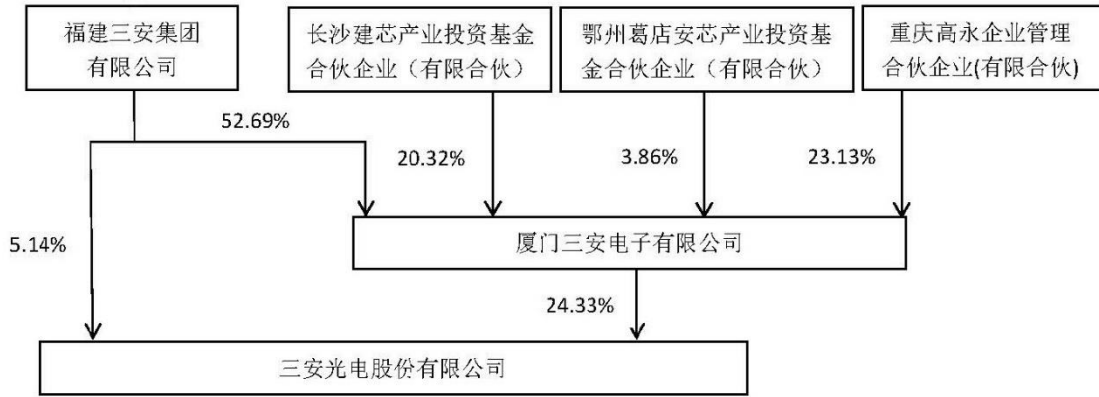 福建三安集团
有限公司
长沙建芯产业投资基金
合伙企业（有限合伙）
鄂州葛店安芯产业投资基
金合伙企业（有限合伙）
重庆高永企业管理
合伙企业(有限合伙)
52.69%
20.32%
3.86%
23.13%
厦门三安电子有限公司
5.14%
24.33%
三安光电股份有限公司